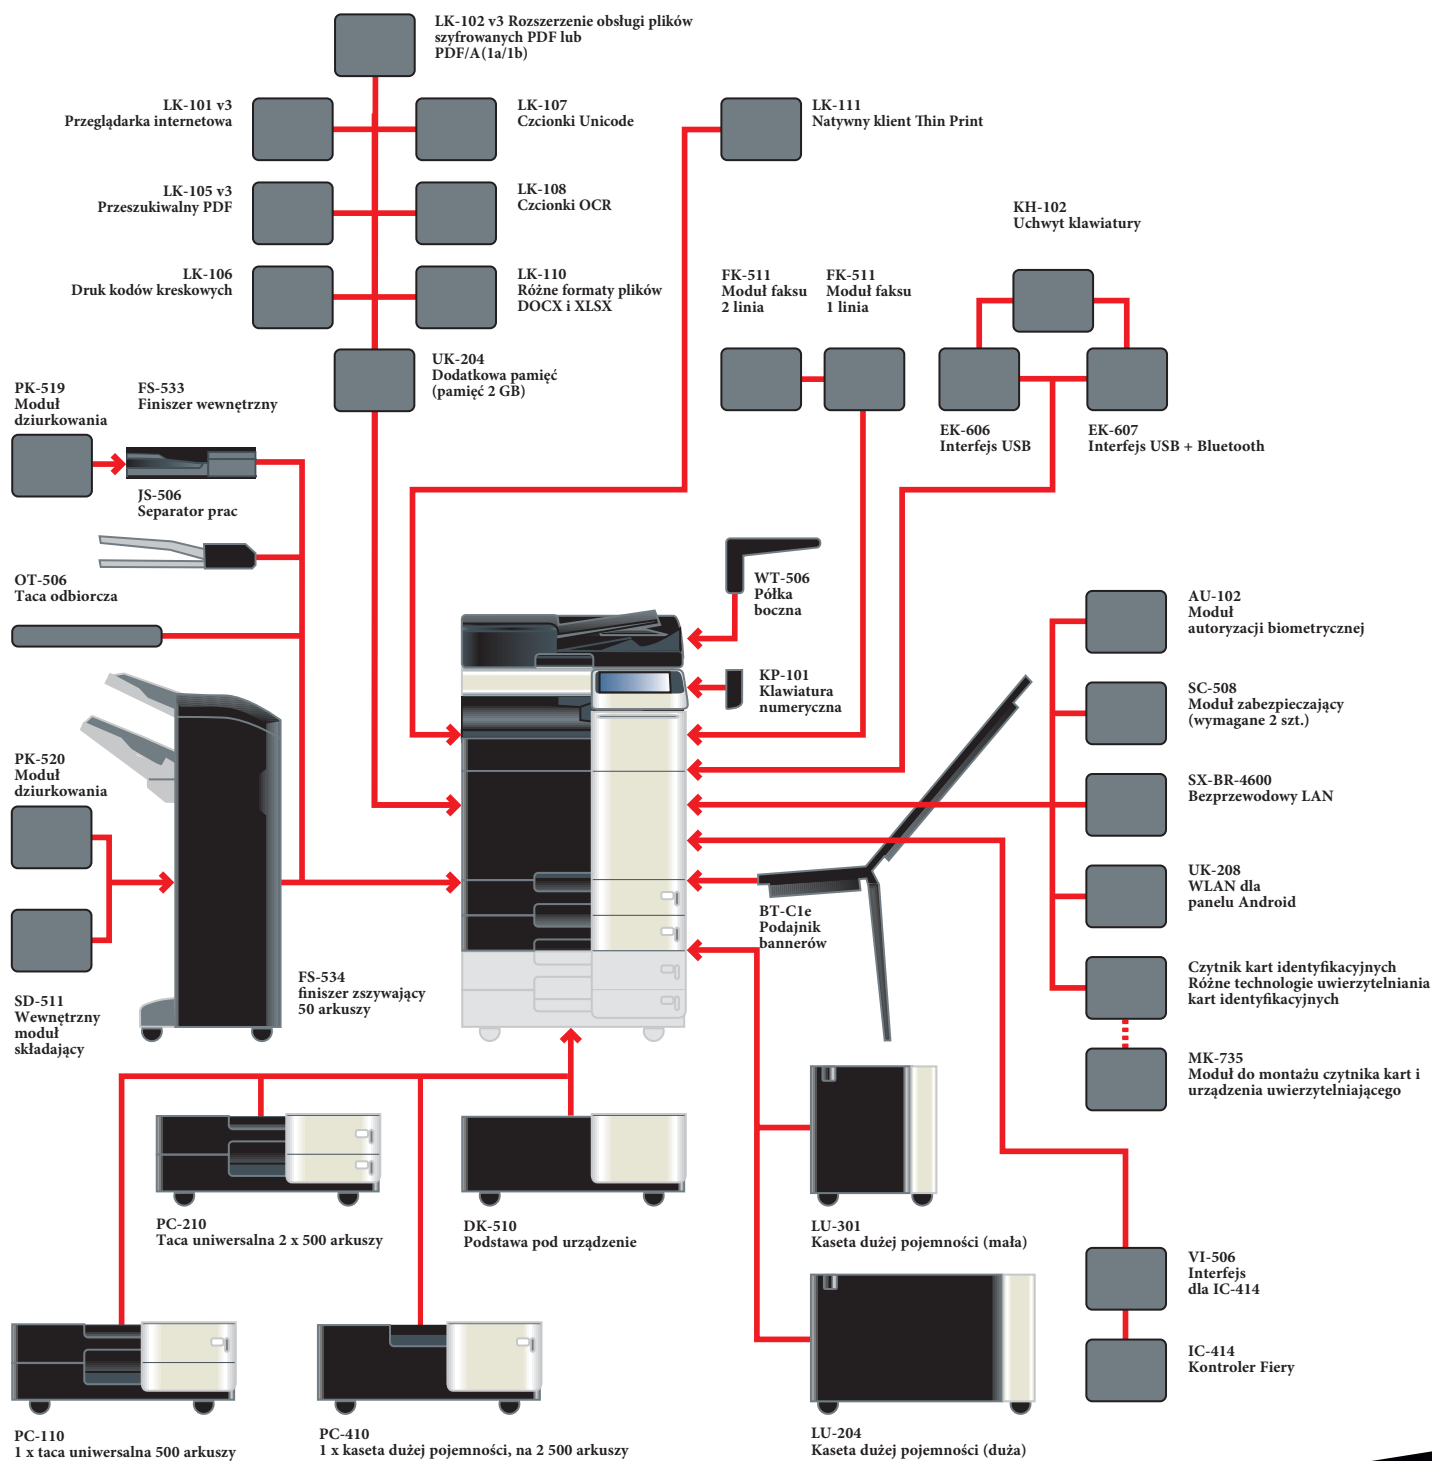 LK-102 v3 Rozszerzenie obsługi plików
szyfrowanych PDF lub
PDF/A (1a/1b)
LK-101 v3
Przeglądarka internetowa
LK-107
Czcionki Unicode
LK-111
Natywny klient Thin Print
LK-105 v3
Przeszukiwalny PDF
LK-108
Czcionki OCR
KH-102
Uchwyt klawiatury
LK-106
Druk kodów kreskowych
LK-110
Różne formaty plików
DOCX i XLSX
FK-511
Moduł faksu
2 linia
FK-511
Moduł faksu
1 linia
UK-204
Dodatkowa pamięć
(pamięć 2 GB)
PK-519
Moduł
dziurkowania
FS-533
Finiszer wewnętrzny
EK-606
Interfejs USB
EK-607
Interfejs USB + Bluetooth
JS-506
Separator prac
OT-506
Taca odbiorcza
WT-506
Półka
boczna
AU-102
Moduł
autoryzacji biometrycznej
KP-101
Klawiatura
numeryczna
SC-508
Moduł zabezpieczający
(wymagane 2 szt.)
PK-520
Moduł
dziurkowania
SX-BR-4600
Bezprzewodowy LAN
UK-208
WLAN dla
panelu Android
BT-C1e
Podajnik
bannerów
Czytnik kart identyfikacyjnych
Różne technologie uwierzytelniania
kart identyfikacyjnych
FS-534
finiszer zszywający
50 arkuszy
SD-511
Wewnętrzny
moduł
składający
MK-735
Moduł do montażu czytnika kart i
urządzenia uwierzytelniającego
PC-210
Taca uniwersalna 2 x 500 arkuszy
DK-510
Podstawa pod urządzenie
LU-301
Kaseta dużej pojemności (mała)
VI-506
Interfejs
dla IC-414
IC-414
Kontroler Fiery
PC-110
1 x taca uniwersalna 500 arkuszy
PC-410
1 x kaseta dużej pojemności, na 2 500 arkuszy
LU-204
Kaseta dużej pojemności (duża)